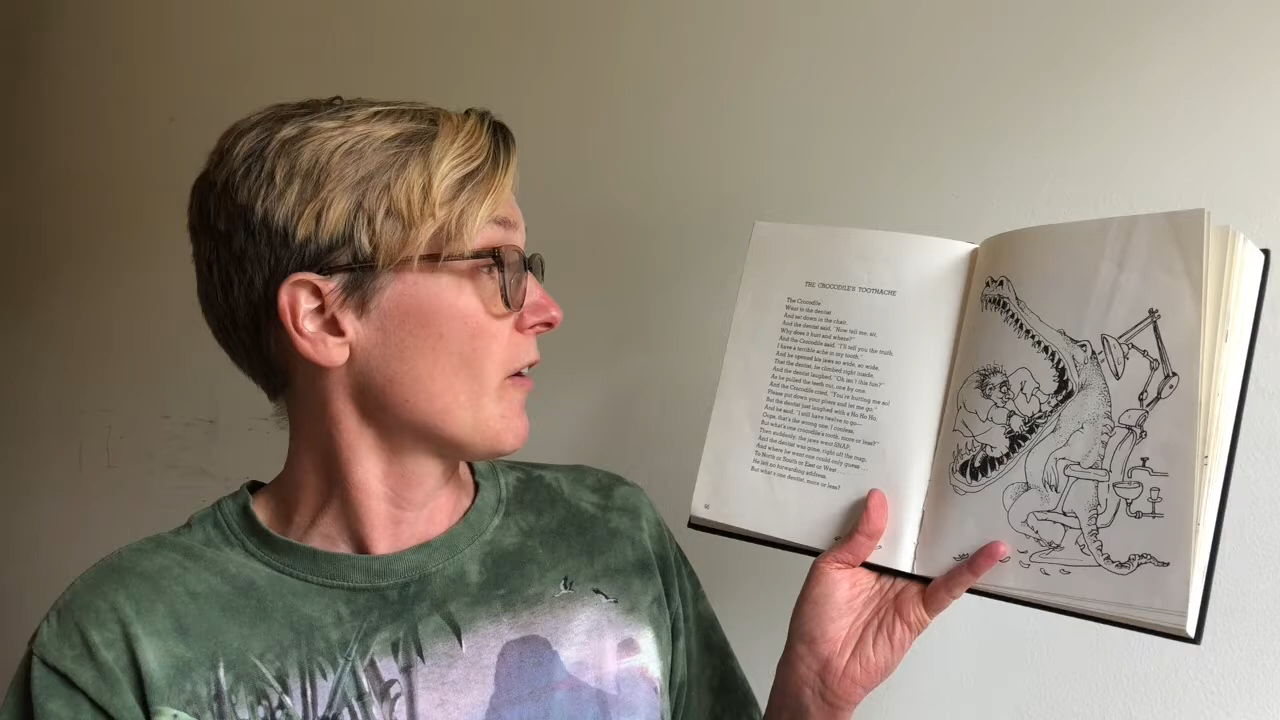 THE CROCODILE'S TOOTHACHE
The Crocodile
Went to the dentist
And sat down in the chair,
And the dentist said, "Now tell me, sir,
Why does it hurt and where?"
And the Crocodile said, "I'll tell you the truth,
I have a terrible ache in my tooth,"
And he opened his jaws so wide, so wide,
That the dentist, he climbed right inside,
And the dentist laughed, "Oh isn't this fun?"
As he pulled the teeth out, one by one.
And the Crocodile cried, "You're hurting me so!
Please put down your pliers and let me go."
But the dentist just laughed with a Ho Ho Ho,
And he said, "I still have twelve to go—
Oops, that's the wrong one, I confess,
But what's one crocodile's tooth, more or less?"
Then suddenly, the jaws went SNAP,
And the dentist was gone, right off the map,
And where he went one could only guess ...
To North or South or East or West ...
He left no forwarding address.
But what's one dentist, more or less?